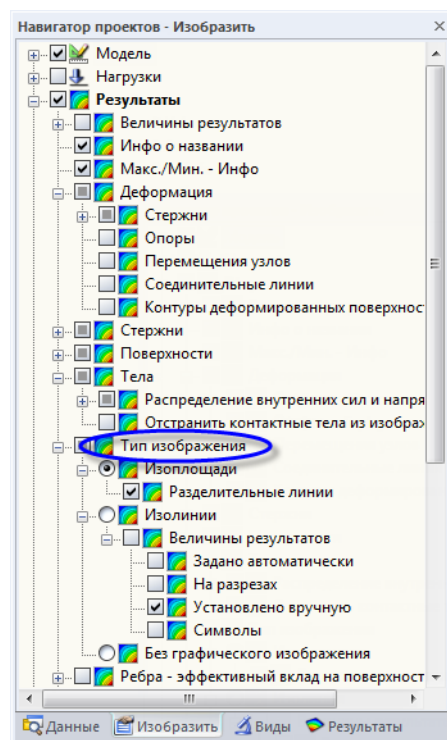 Навигатор проектов - Изобразить
Модель
Нагрузки
Результаты
Величины результатов
Инфо о названии
Макс./Мин. - Инфо
Деформация
Стержни
Опоры
Перемещения узлов
Соединительные линии
Контуры деформированных поверхнос
Стержни
Поверхности
Тела
Распределение внутренних сил и напря
Отстранить контактные тела из изображ
Тип изображения
Изоплощади
Разделительные линии
Изолинии
Величины результатов
Задано автоматически
На разрезах
Установлено вручную
Символы
Без графического изображения
Ребра - эффективный вклад на поверхност
Данные Изобразить Виды Результаты